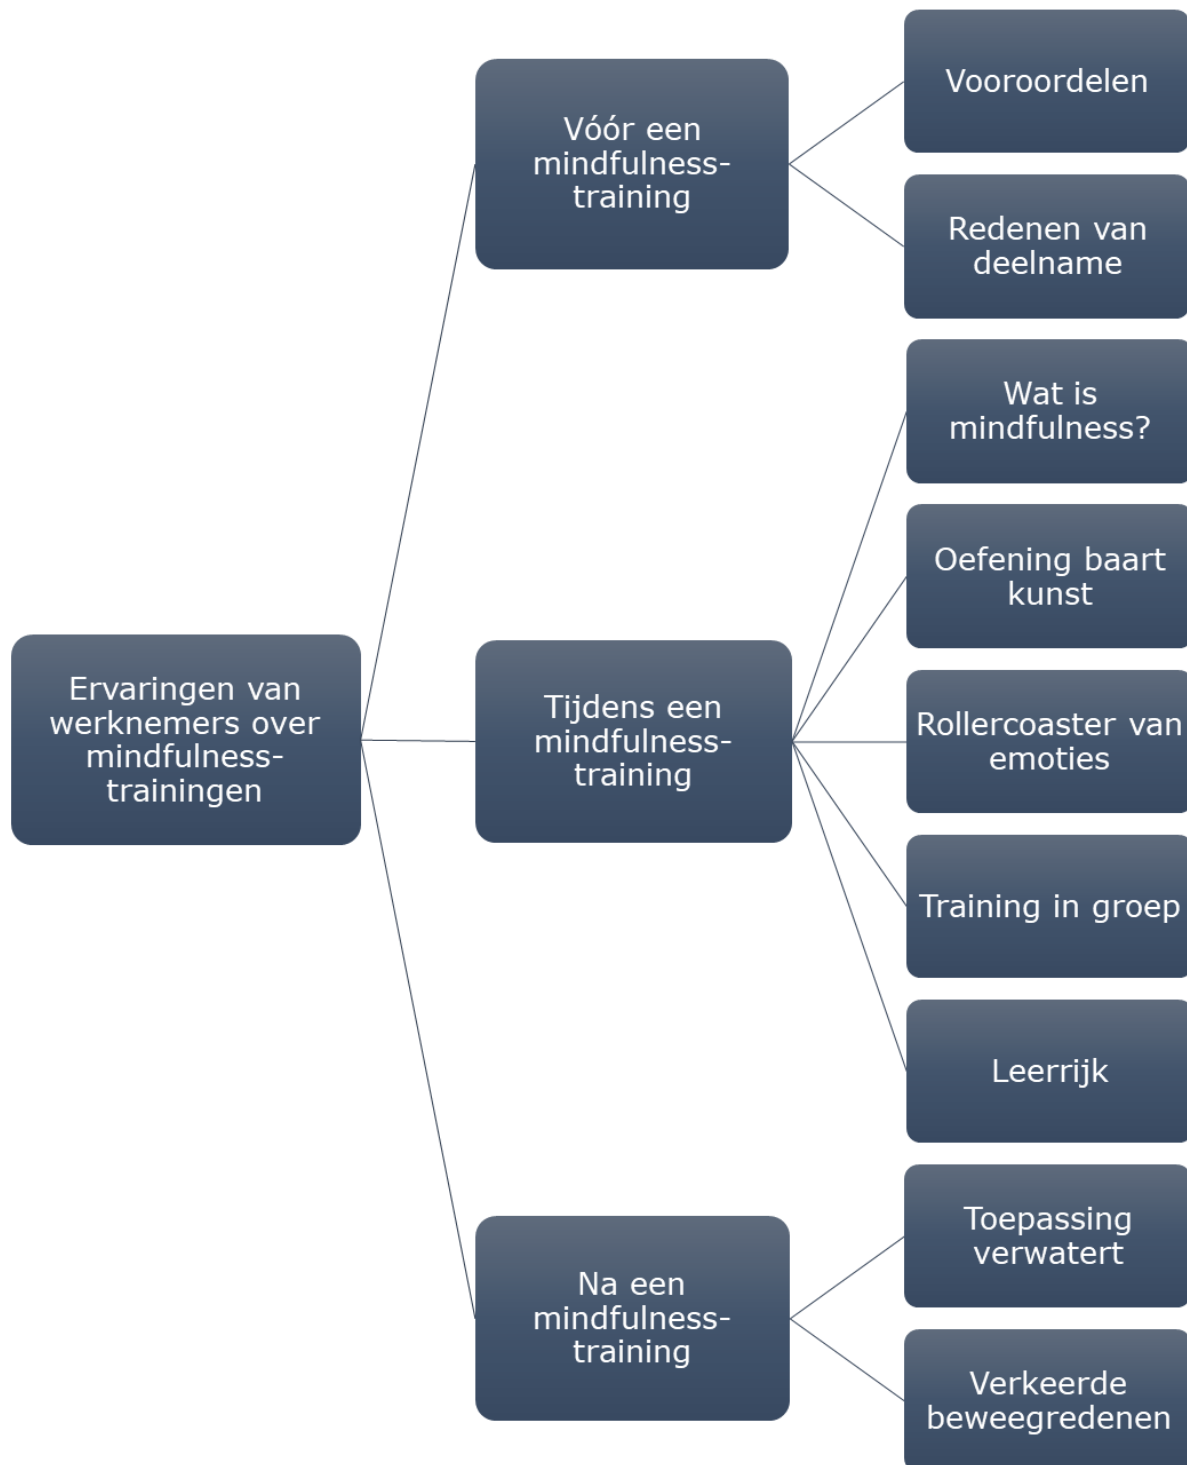 Ervaringen van
werknemers over
mindfulness-
trainingen
Vóór een
mindfulness-
training
Vooroordelen
Redenen van
deelname
Tijdens een
mindfulness-
training
Wat is
mindfulness?
Oefening baart
kunst
Rollercoaster van
emoties
Training in groep
Leerrijk
Na een
mindfulness-
training
Toepassing
verwatert
Verkeerde
beweegredenen